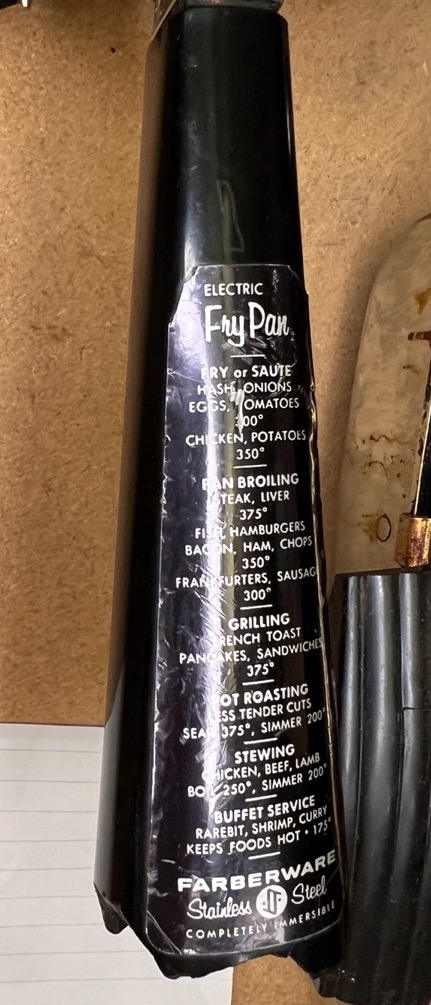 ELECTRIC
Fry Pan
FRY or SAUTE
HASH, ONIONS
EGGS, TOMATOES
300°
CHICKEN, POTATOES
350°
PAN BROILING
STEAK, LIVER
375°
FISH, HAMBURGERS
BACON, HAM, CHOPS
350°
FRANKFURTERS, SAUSAG
300°
GRILLING
FRENCH TOAST
PANCAKES, SANDWICHES
375°
POT ROASTING
LESS TENDER CUTS
SEAR 375°, SIMMER 200°
STEWING
CHICKEN, BEEF, LAMB
BOIL 250°, SIMMER 200°
BUFFET SERVICE
RAREBIT, SHRIMP, CURRY
KEEPS FOODS HOT • 175°
FARBERWARE
Stainless Steel
COMPLETELY IMMERSIBLE